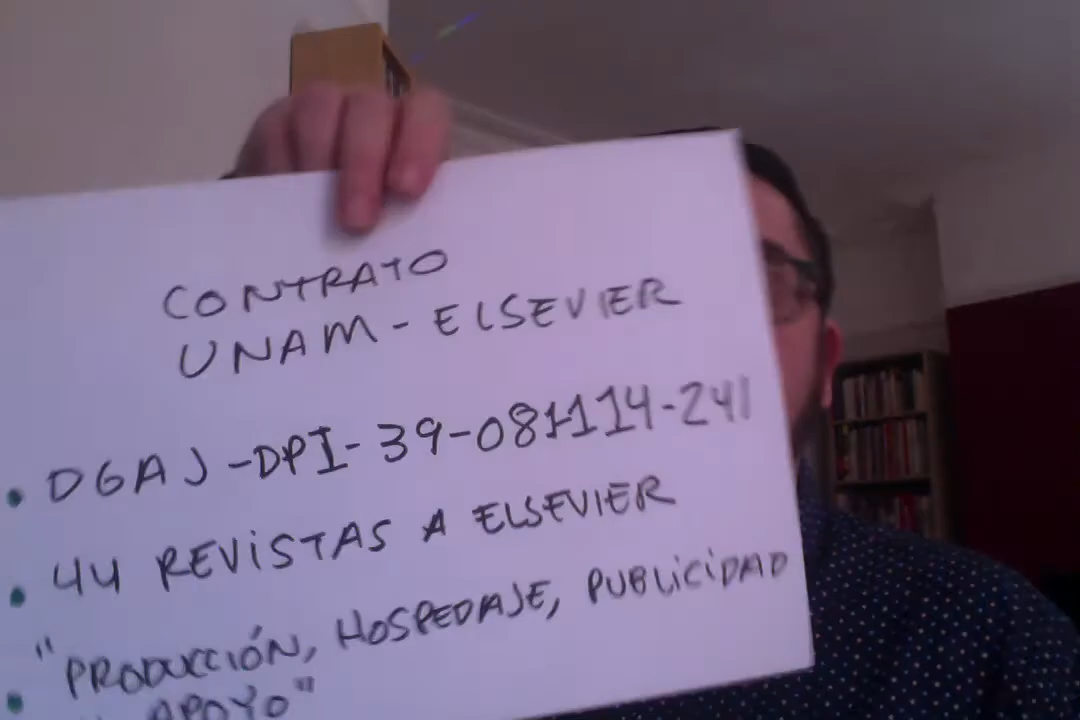 CONTRATO
UNAM-ELSEVIER
• DGAJ-DPI-39-081114-241
• 44 REVISTAS A ELSEVIER
• "PRODUCCIÓN, HOSPEDAJE, PUBLICIDAD
APOYO"